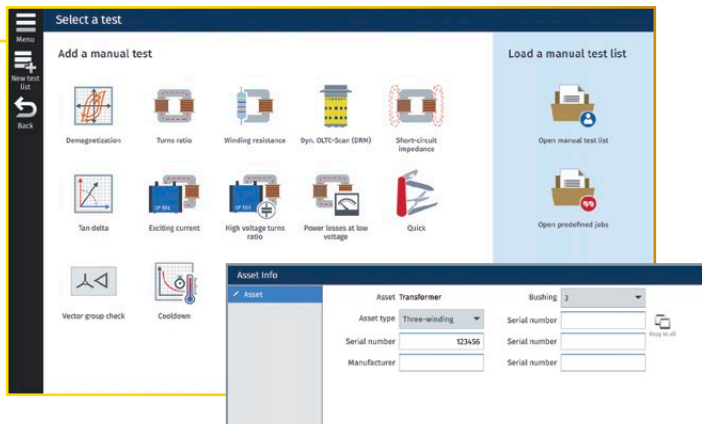 Select a test
Menu
New test
list
Back
Add a manual test
Load a manual test list
Demagnetization
Turns ratio
Winding resistance
Dyn. OLTC-Scan (DRM)
Short-circuit
impedance
Open manual test list
Tan delta
Exciting current
High voltage turns
ratio
Power losses at low
voltage
Quick
Open predefined jobs
Vector group check
Cooldown
Asset Info
Asset
Asset Transformer
Bushing 3
Asset type Three-winding
Serial number
Copy to all
Serial number 123456
Serial number
Manufacturer
Serial number